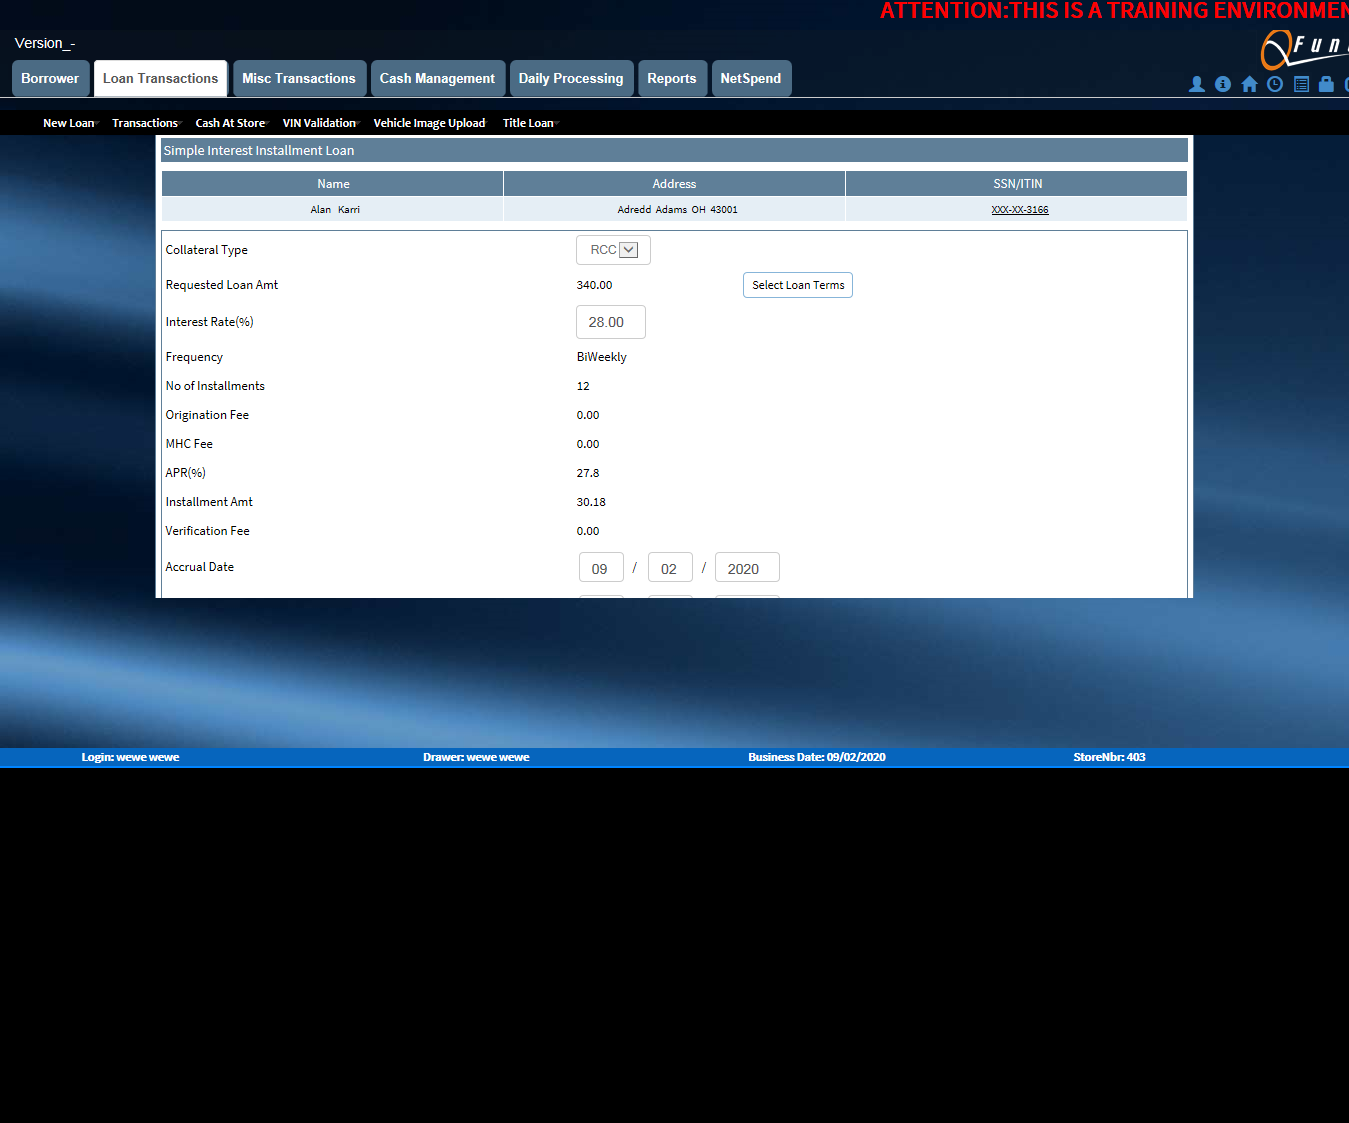 ATTENTION:THIS IS A TRAINING
Version_-
Borrower Loan Transactions Misc Transactions Cash Management Daily Processing Reports NetSpend
New Loan Transactions Cash At Store VIN Validation Vehicle Image Upload Title Loan
Simple Interest Installment Loan
Name Address SSN/ITIN
Alan Karri Adredd Adams OH 43001 XXX-XX-3166
Collateral Type RCC
Requested Loan Amt 340.00 Select Loan Terms
Interest Rate(%) 28.00
Frequency BiWeekly
No of Installments 12
Origination Fee 0.00
MHC Fee 0.00
APR(%) 27.8
Installment Amt 30.18
Verification Fee 0.00
Accrual Date 09 / 02 / 2020
Login: wewe wewe Drawer: wewe wewe Business Date: 09/02/2020 StoreNbr: 403